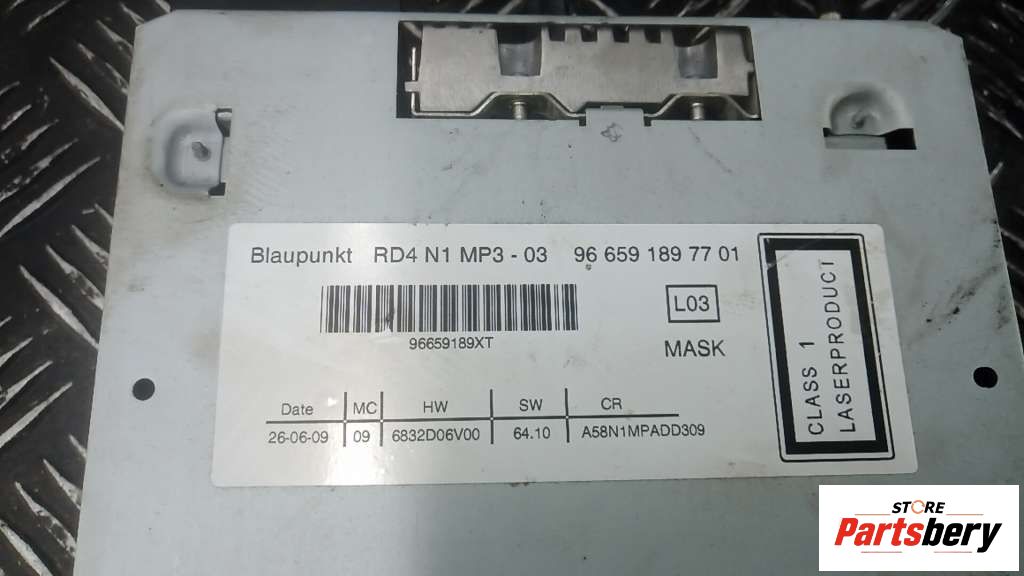 Blaupunkt RD4 N1 MP3 - 03 96 659 189 77 01
96659189XT
L03
MASK
CLASS 1
LASERPRODUCT
Date MC HW SW CR
26-06-09 09 6832D06V00 64.10 A58N1MPADD309
STORE
Partsbery